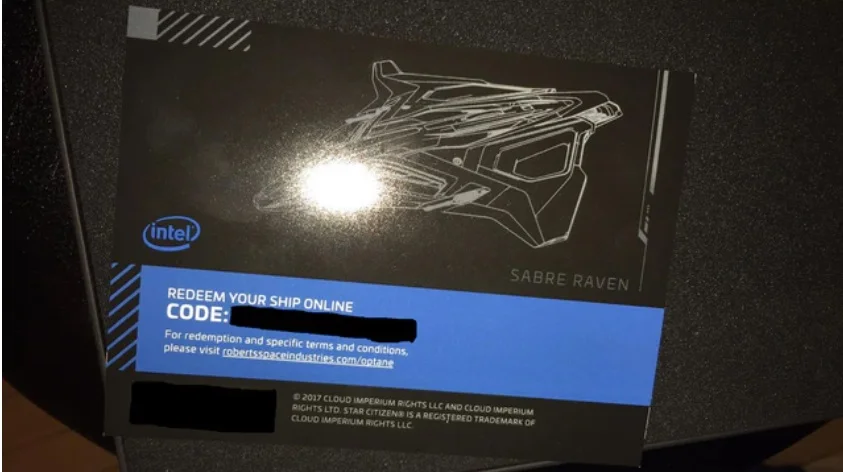 intel
SABRE RAVEN
REDEEM YOUR SHIP ONLINE
CODE:
For redemption and specific terms and conditions,
please visit robertsspaceindustries.com/optane
© 2017 CLOUD IMPERIUM RIGHTS LLC AND CLOUD IMPERIUM
RIGHTS LTD. STAR CITIZEN® IS A REGISTERED TRADEMARK OF
CLOUD IMPERIUM RIGHTS LLC.